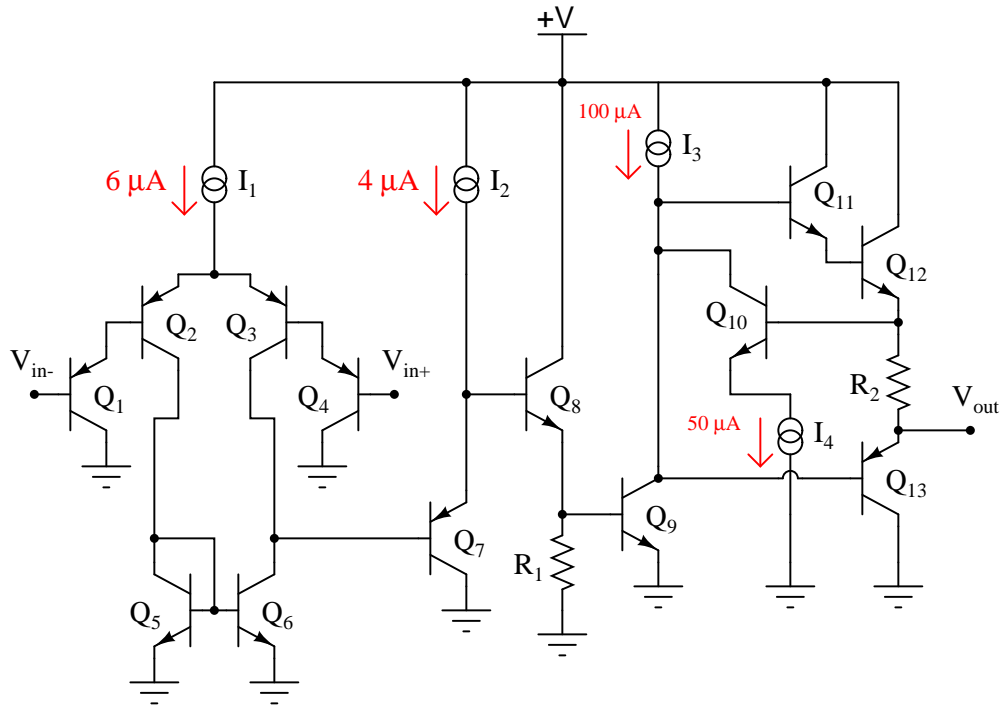 +V
100 µA
I₃
6 µA
I₁
4 µA
I₂
Q₁₁
Q₁₂
Q₂
Q₃
Q₁₀
Vin-
Vin+
Q₁
Q₄
Q₈
R₂
Vout
50 µA
I₄
Q₁₃
Q₉
Q₇
R₁
Q₅
Q₆